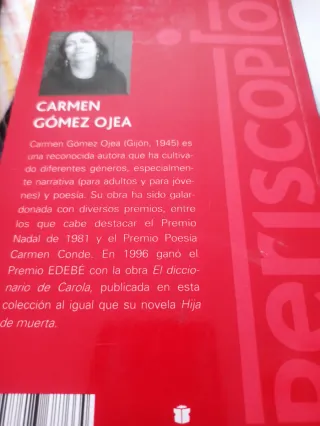 CARMEN
GÓMEZ OJEA
Carmen Gómez Ojea (Gijón, 1945) es
una reconocida autora que ha cultiva-
do diferentes géneros, especialmen-
te narrativa (para adultos y para jóve-
nes) y poesía. Su obra ha sido galar-
donada con diversos premios, entre
los que cabe destacar el Premio
Nadal de 1981 y el Premio Poesía
Carmen Conde. En 1996 ganó el
Premio EDEBÉ con la obra El diccio-
nario de Carola, publicada en esta
colección al igual que su novela Hija
de muerta.
periscopio